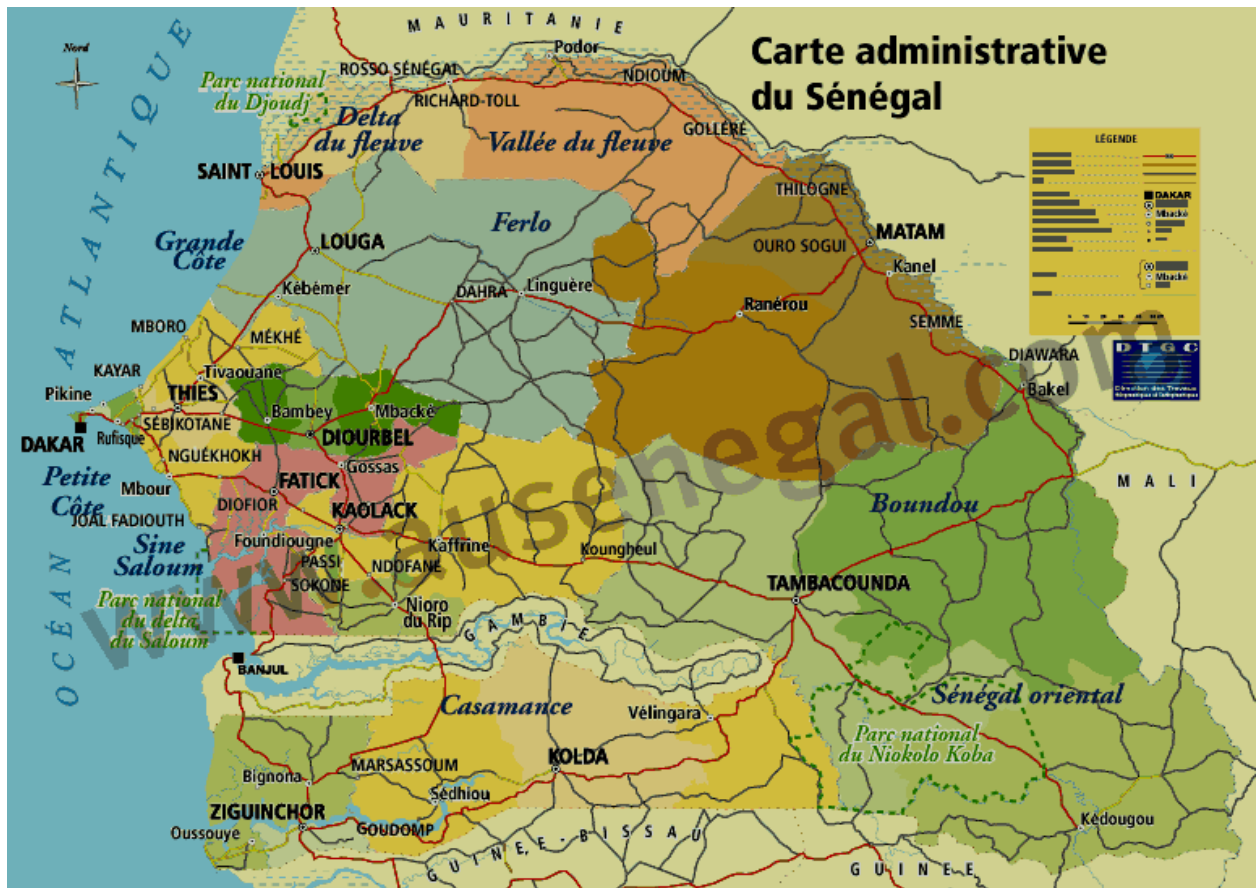 Carte administrative
du Sénégal
Nord
MAURITANIE
Podor
ROSSO SÉNÉGAL
NDIOUM
Parc national
du Djoudj
RICHARD-TOLL
Delta
du fleuve
Vallée du fleuve
GOLLÉRÉ
LÉGENDE
DAKAR
Mbacké
Mbacké
SAINT LOUIS
THILOGNE
OCÉAN ATLANTIQUE
Grande
Côte
LOUGA
Ferlo
OURO SOGUI
MATAM
Kanel
Kébémer
DAHRA
Linguère
Ranérou
SEMME
MBORO
MÉKHÉ
DTGC
DIAWARA
Bakel
KAYAR
Tivaouane
Pikine
THIES
Bambey
Mbacké
SÉBIKOTANE
DAKAR
Rufisque
DIOURBEL
NGUÉKHOKH
Gossas
Petite
Côte
Mbour
FATICK
DIOFIOR
KAOLACK
Boundou
MALI
JOAL FADIOUTH
Sine
Saloum
Foundiougne
Kaffrine
Koungheul
PASSI
SOKONE
NDOFANE
TAMBACOUNDA
Parc national
du delta
du Saloum
Nioro
du Rip
GAMBIE
BANJUL
Casamance
Vélingara
Sénégal oriental
Parc national
du Niokolo Koba
KOLDA
MARSASSOUM
Bignona
Sédhiou
ZIGUINCHOR
GOUDOMP
Oussouye
Kédougou
GUINEE-BISSAU
GUINEE
www.ausenegal.com